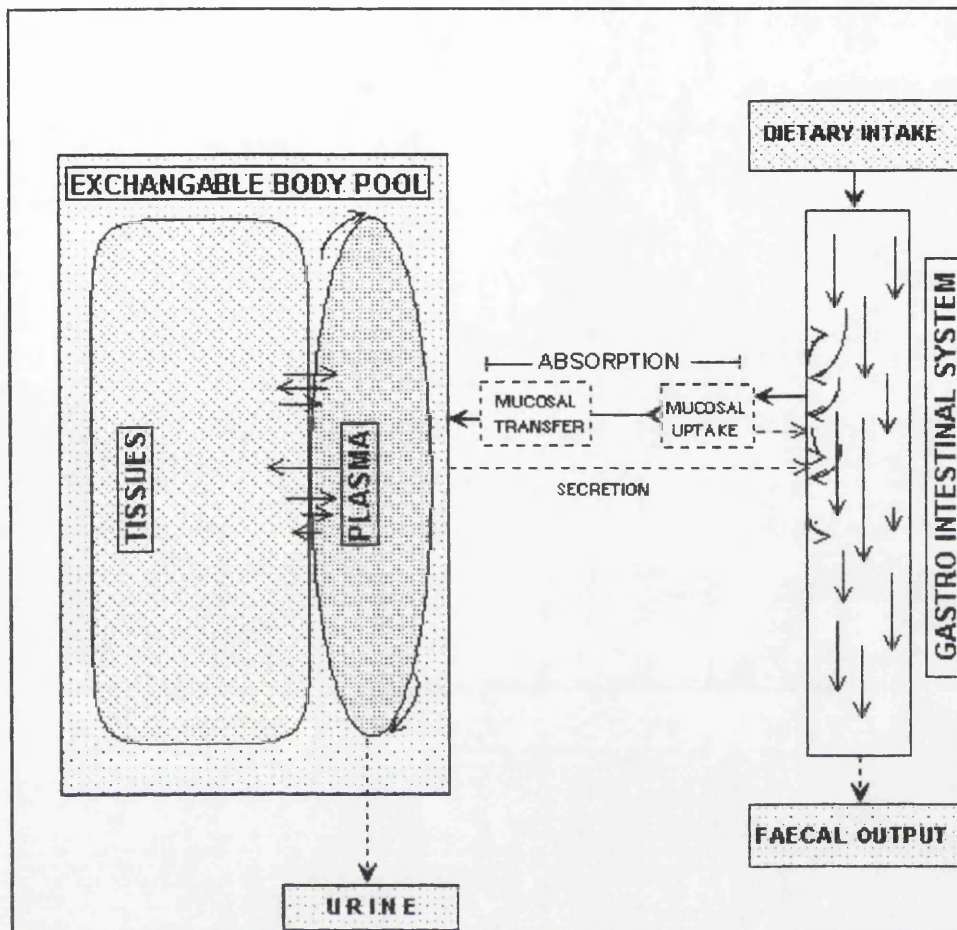 DIETARY INTAKE
EXCHANGABLE BODY POOL
GASTRO INTESTINAL SYSTEM
ABSORPTION
MUCOSAL
TRANSFER
MUCOSAL
UPTAKE
TISSUES
PLASMA
SECRETION
FAECAL OUTPUT
URINE